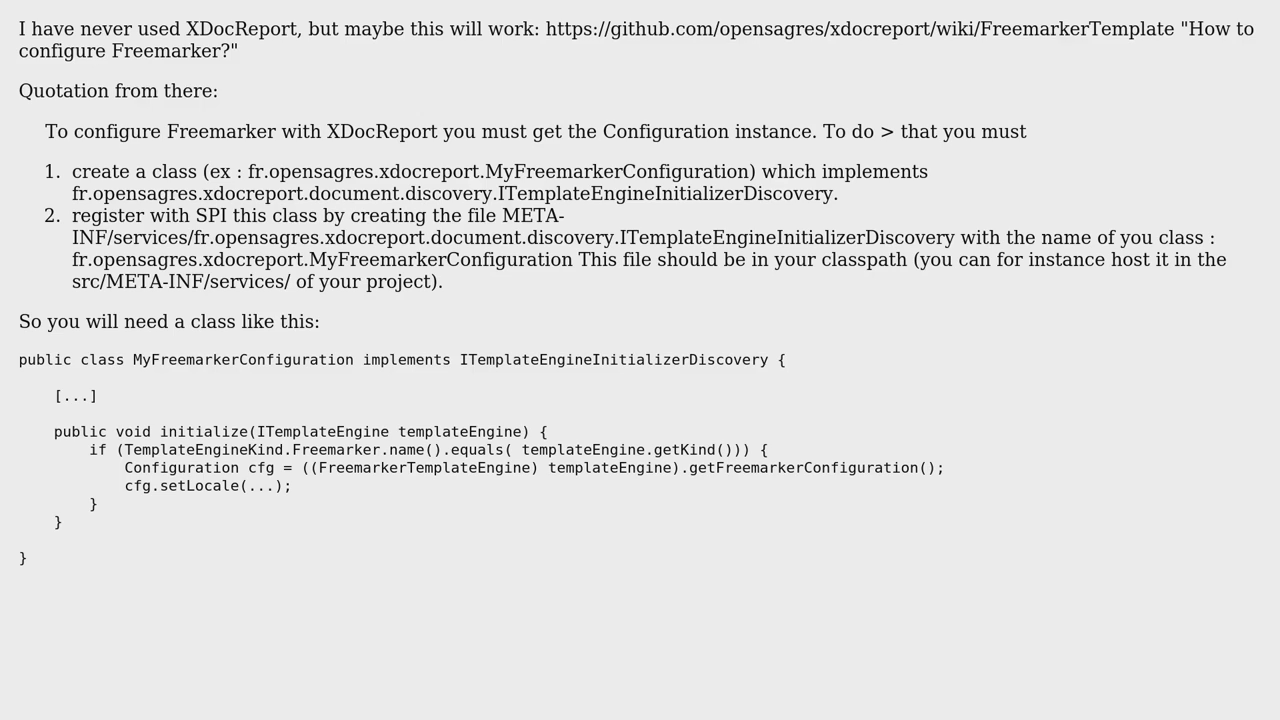 I have never used XDocReport, but maybe this will work: https://github.com/opensagres/xdocreport/wiki/FreemarkerTemplate "How to
configure Freemarker?"
Quotation from there:
To configure Freemarker with XDocReport you must get the Configuration instance. To do > that you must
1. create a class (ex : fr.opensagres.xdocreport.MyFreemarkerConfiguration) which implements
fr.opensagres.xdocreport.document.discovery.ITemplateEngineInitializerDiscovery.
2. register with SPI this class by creating the file META-
INF/services/fr.opensagres.xdocreport.document.discovery.ITemplateEngineInitializerDiscovery with the name of you class :
fr.opensagres.xdocreport.MyFreemarkerConfiguration This file should be in your classpath (you can for instance host it in the
src/META-INF/services/ of your project).
So you will need a class like this:
public class MyFreemarkerConfiguration implements ITemplateEngineInitializerDiscovery {
    [...]
    public void initialize(ITemplateEngine templateEngine) {
        if (TemplateEngineKind.Freemarker.name().equals( templateEngine.getKind())) {
            Configuration cfg = ((FreemarkerTemplateEngine) templateEngine).getFreemarkerConfiguration();
            cfg.setLocale(...);
        }
    }
}